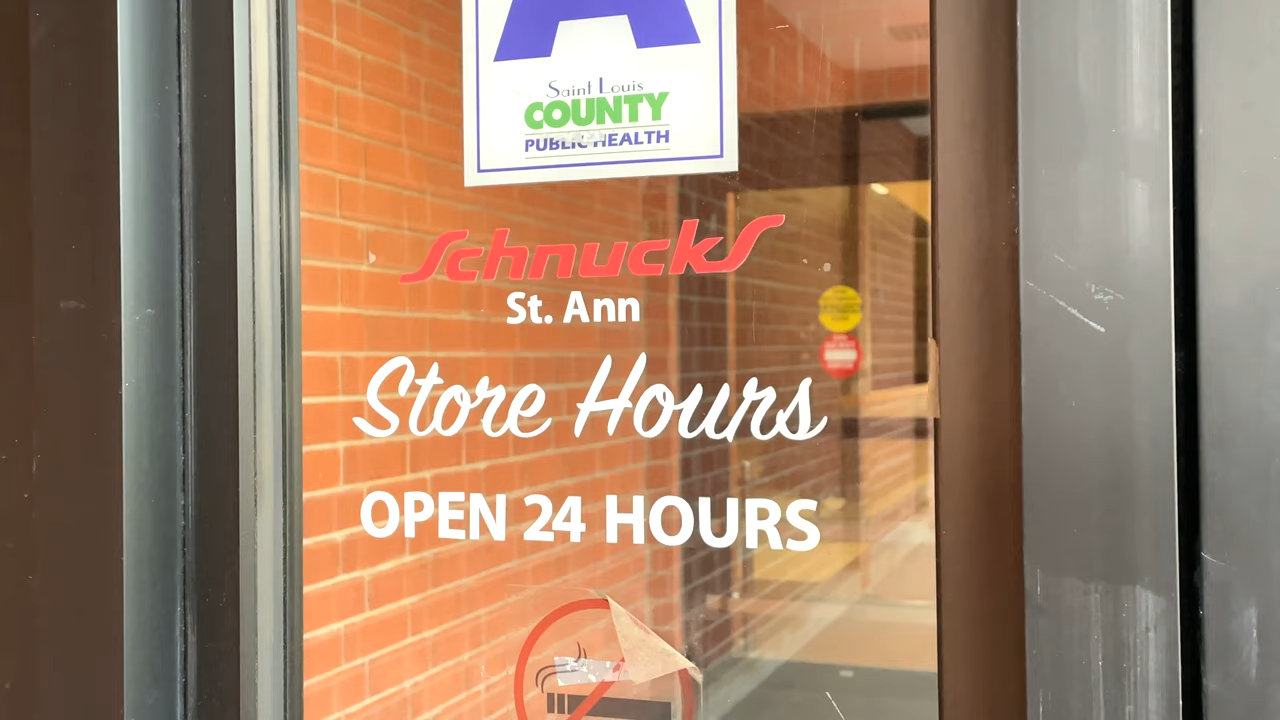 A
Saint Louis
COUNTY
PUBLIC HEALTH
Schnucks
St. Ann
Store Hours
OPEN 24 HOURS